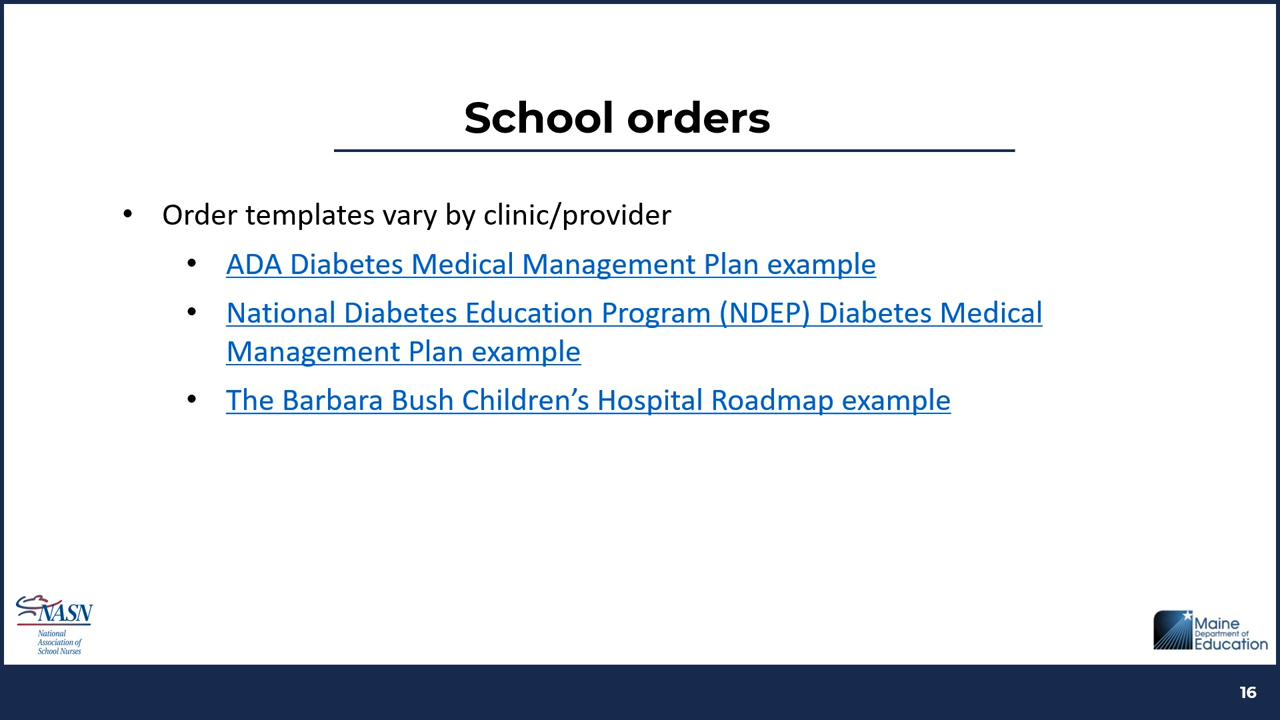 School orders
• Order templates vary by clinic/provider
• ADA Diabetes Medical Management Plan example
• National Diabetes Education Program (NDEP) Diabetes Medical
Management Plan example
• The Barbara Bush Children’s Hospital Roadmap example
NASN
National
Association of
School Nurses
Maine
Department of
Education
16